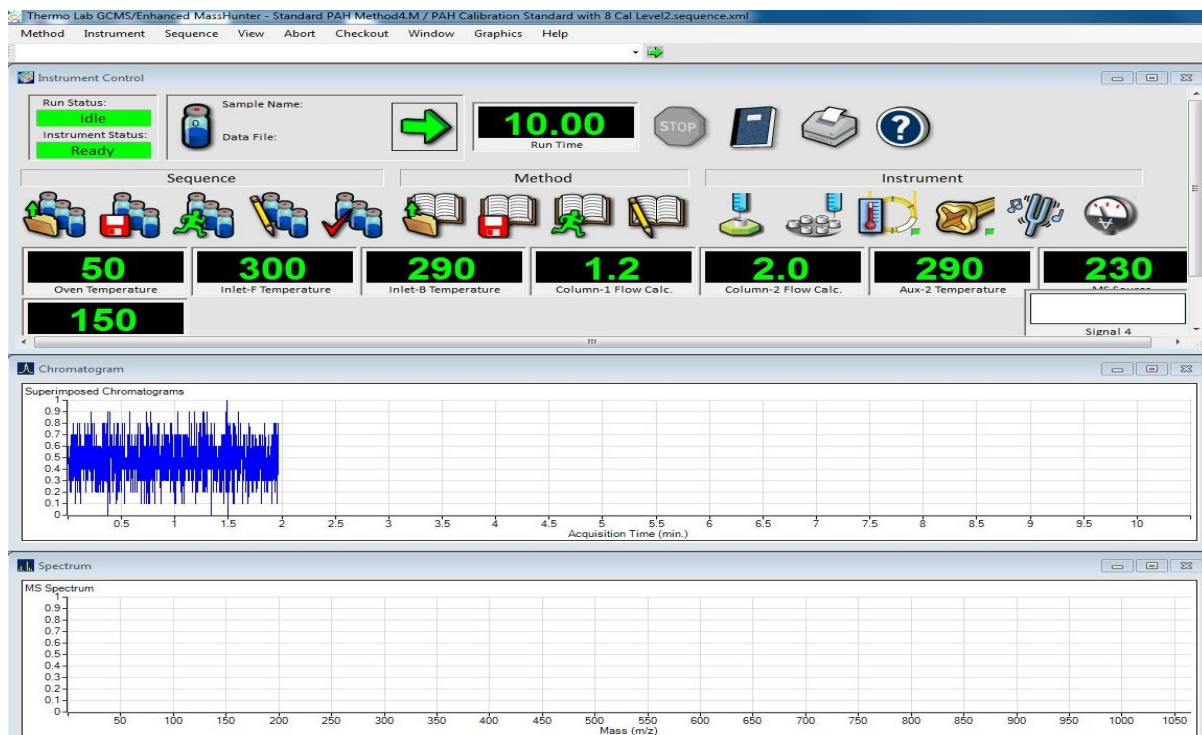 Thermo Lab GCMS/Enhanced MassHunter - Standard PAH Method4.M / PAH Calibration Standard with 8 Cal Level2.sequence.xml
Method Instrument Sequence View Abort Checkout Window Graphics Help
Instrument Control
Run Status:
Idle
Instrument Status:
Ready
Sample Name:
Data File:
10.00
Run Time
STOP
Sequence Method Instrument
50
Oven Temperature
300
Inlet-F Temperature
290
Inlet-B Temperature
1.2
Column-1 Flow Calc.
2.0
Column-2 Flow Calc.
290
Aux-2 Temperature
230
MS Source
150
Signal 4
Chromatogram
Superimposed Chromatograms
1
0.9
0.8
0.7
0.6
0.5
0.4
0.3
0.2
0.1
0
0.5 1 1.5 2 2.5 3 3.5 4 4.5 5 5.5 6 6.5 7 7.5 8 8.5 9 9.5 10
Acquisition Time (min.)
Spectrum
MS Spectrum
1
0.9
0.8
0.7
0.6
0.5
0.4
0.3
0.2
0.1
0
50 100 150 200 250 300 350 400 450 500 550 600 650 700 750 800 850 900 950 1000 1050
Mass (m/z)